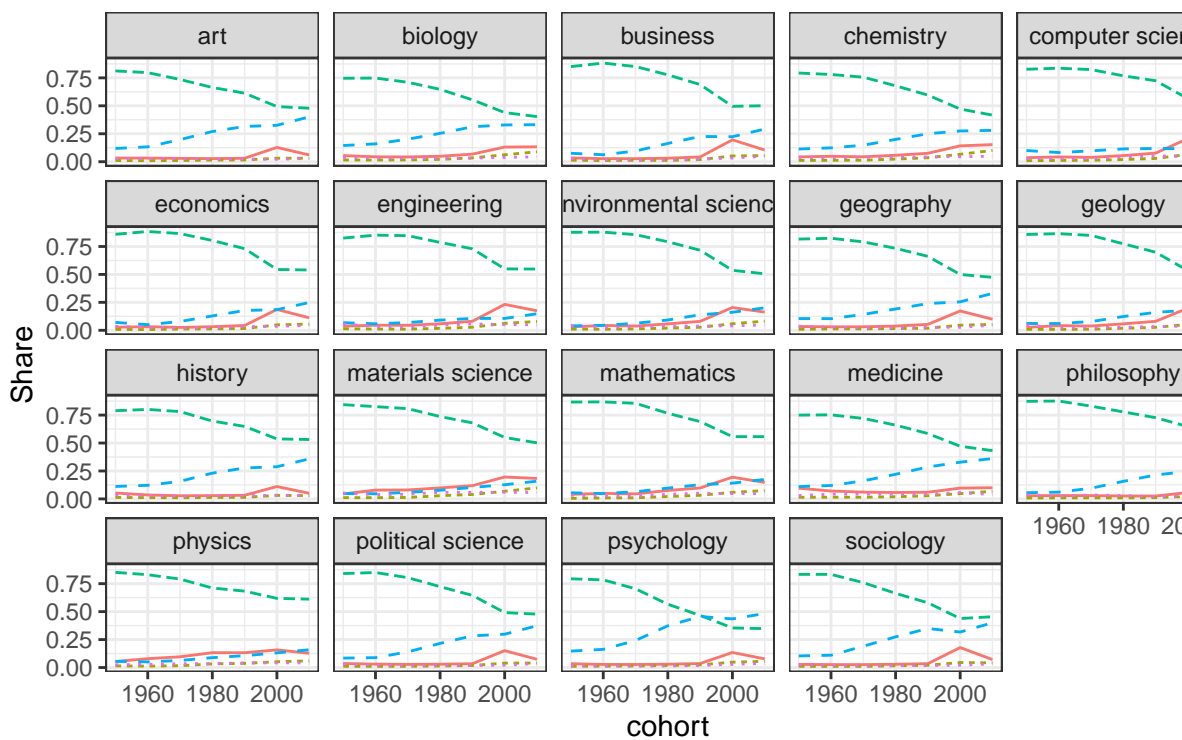 art biology business chemistry computer scien
0.75
0.50
0.25
0.00
economics engineering nvironmental scienc geography geology
0.75
0.50
0.25
0.00
Share
history materials science mathematics medicine philosophy
0.75
0.50
0.25
0.00
1960 1980 20
physics political science psychology sociology
0.75
0.50
0.25
0.00
1960 1980 2000 1960 1980 2000 1960 1980 2000 1960 1980 2000
cohort